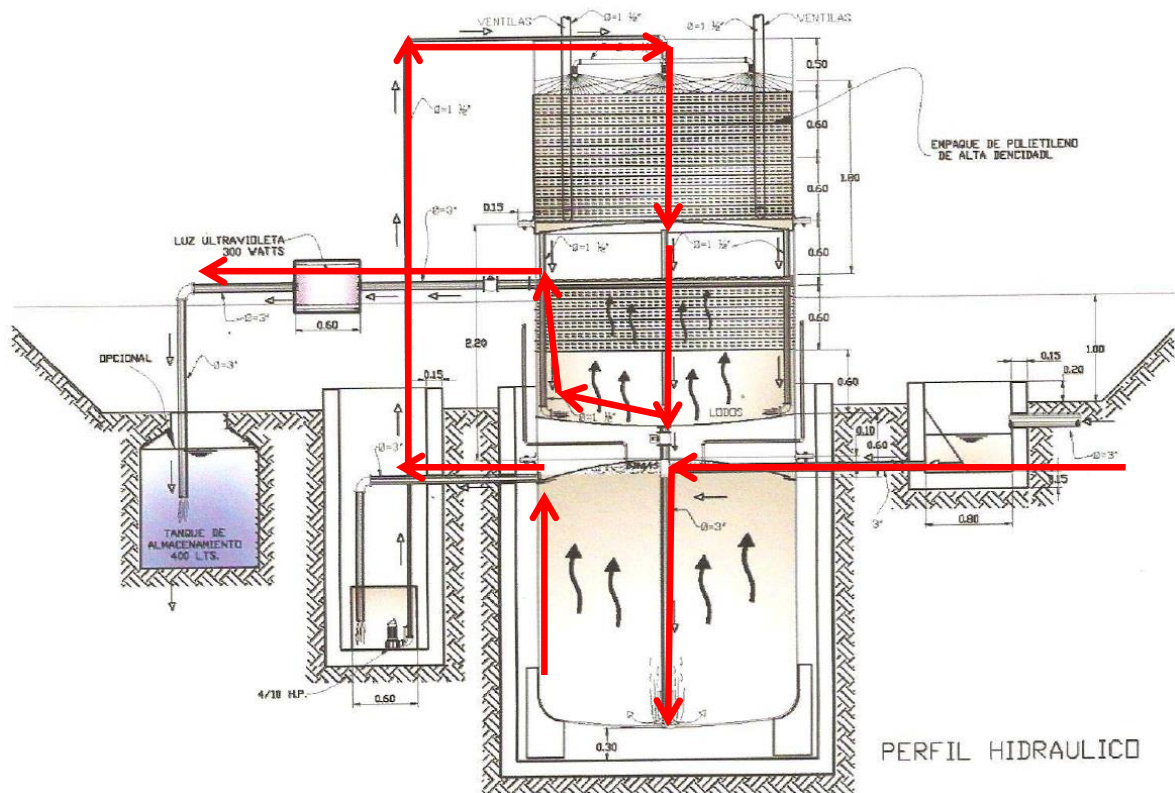 VENTILAS
Ø=1 ½"
Ø=1 ½"
VENTILAS
0.50
Ø=1 ½"
0.60
EMPAQUE DE POLIETILENO
DE ALTA DENCIDADL
0.60
1.80
0.15
Ø=3"
LUZ ULTRAVIOLETA
300 WATTS
Ø=1 ½"
Ø=1 ½"
0.60
Ø=3"
0.60
0.60
2.20
1.00
OPCIONAL
Ø=3"
0.15
0.15
0.20
0.60
LODOS
Ø=1 ½"
0.10
0.60
Ø=3"
Ø=3"
0.15
3"
0.80
Ø=3"
TANQUE DE
ALMACENAMIENTO
400 LTS.
4/10 H.P.
0.60
0.30
PERFIL HIDRAULICO